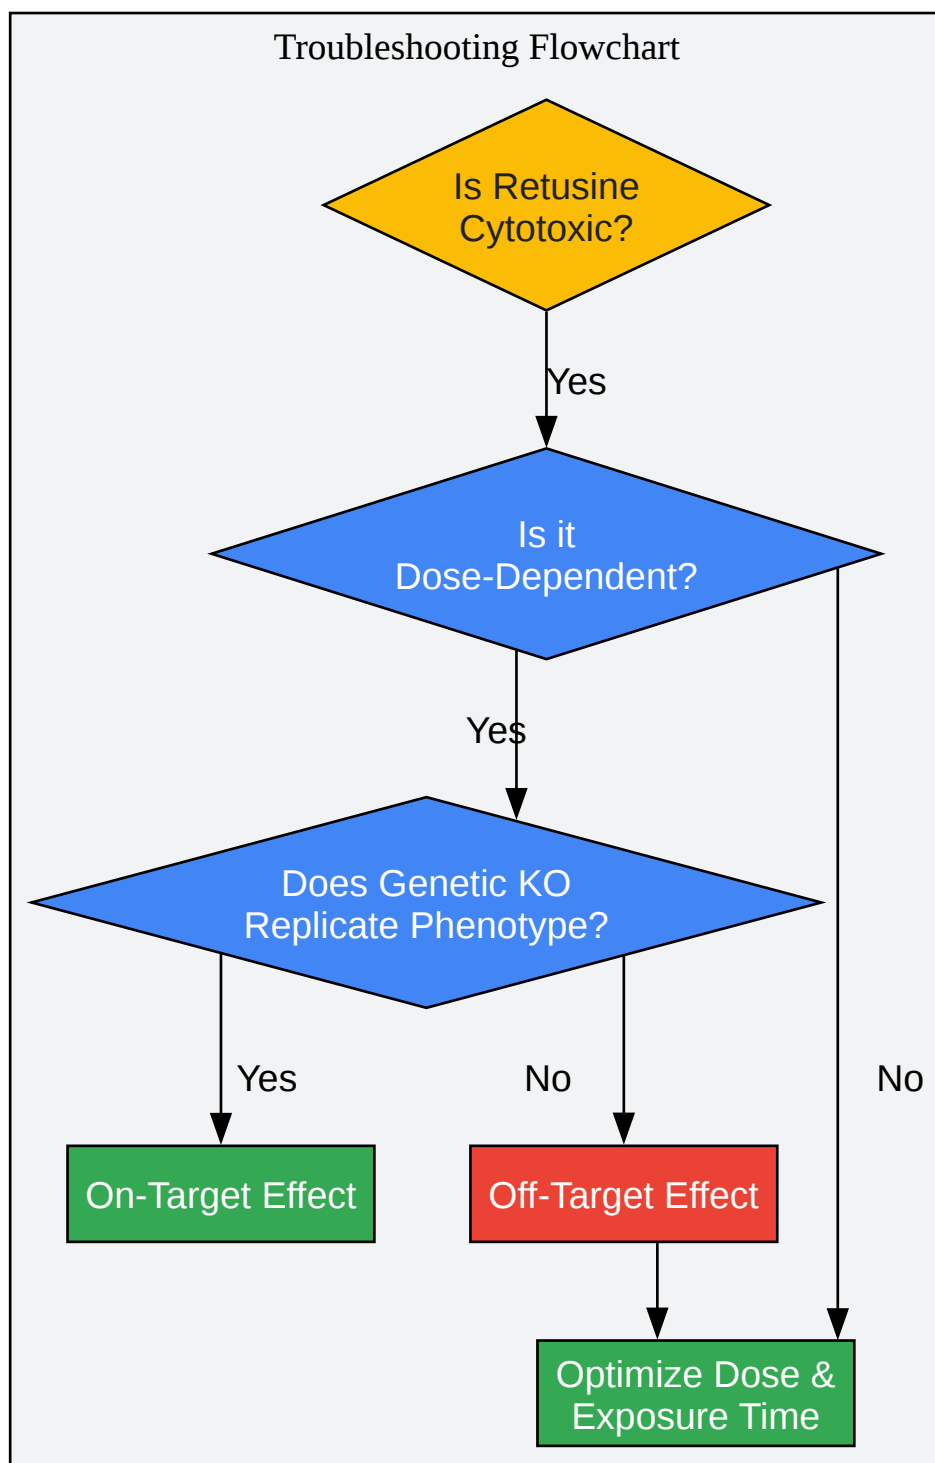 Troubleshooting Flowchart
Is Retusine
Cytotoxic?
Yes
Is it
Dose-Dependent?
Yes
Does Genetic KO
Replicate Phenotype?
Yes
No
No
On-Target Effect
Off-Target Effect
Optimize Dose &
Exposure Time